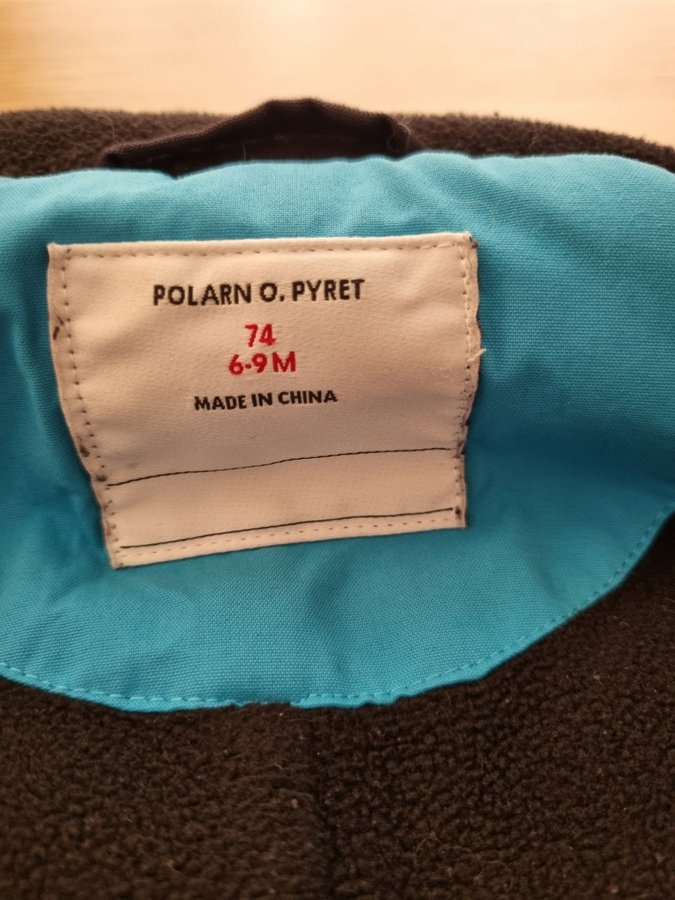 POLARN O. PYRET
74
6-9 M
MADE IN CHINA